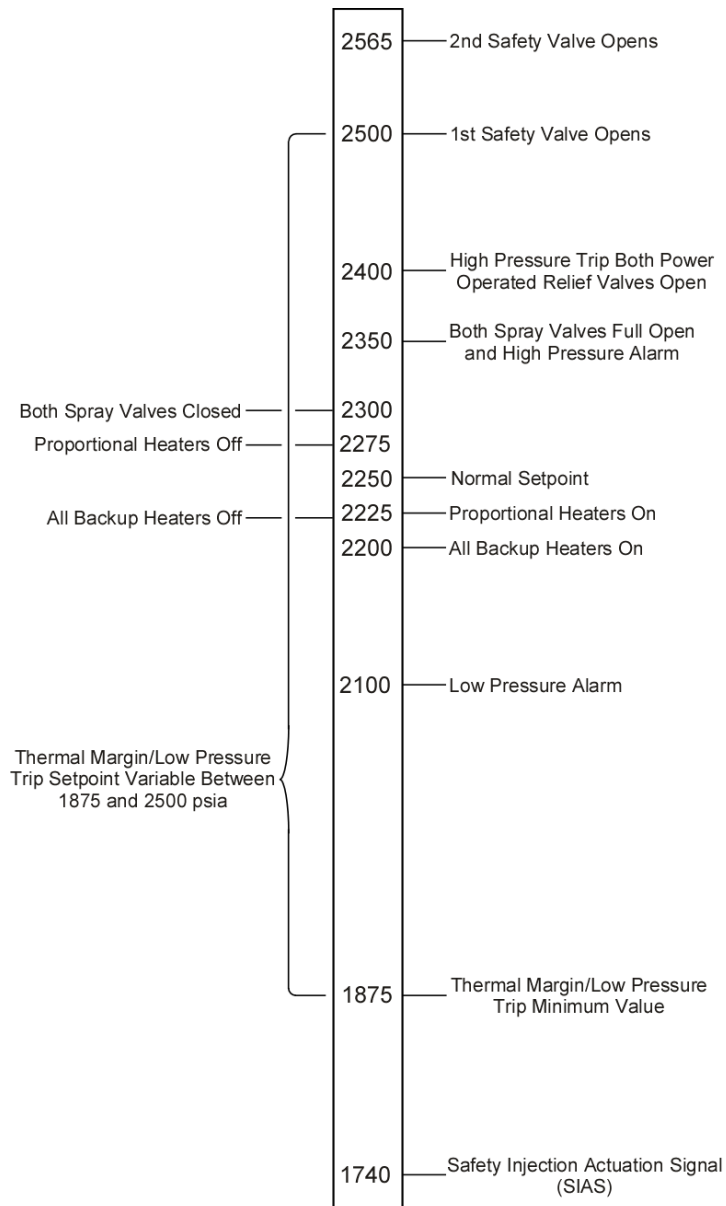 2565
2nd Safety Valve Opens
2500
1st Safety Valve Opens
2400
High Pressure Trip Both Power
Operated Relief Valves Open
2350
Both Spray Valves Full Open
and High Pressure Alarm
Both Spray Valves Closed
2300
Proportional Heaters Off
2275
2250
Normal Setpoint
2225
Proportional Heaters On
All Backup Heaters Off
2200
All Backup Heaters On
2100
Low Pressure Alarm
Thermal Margin/Low Pressure
Trip Setpoint Variable Between
1875 and 2500 psia
1875
Thermal Margin/Low Pressure
Trip Minimum Value
1740
Safety Injection Actuation Signal
(SIAS)